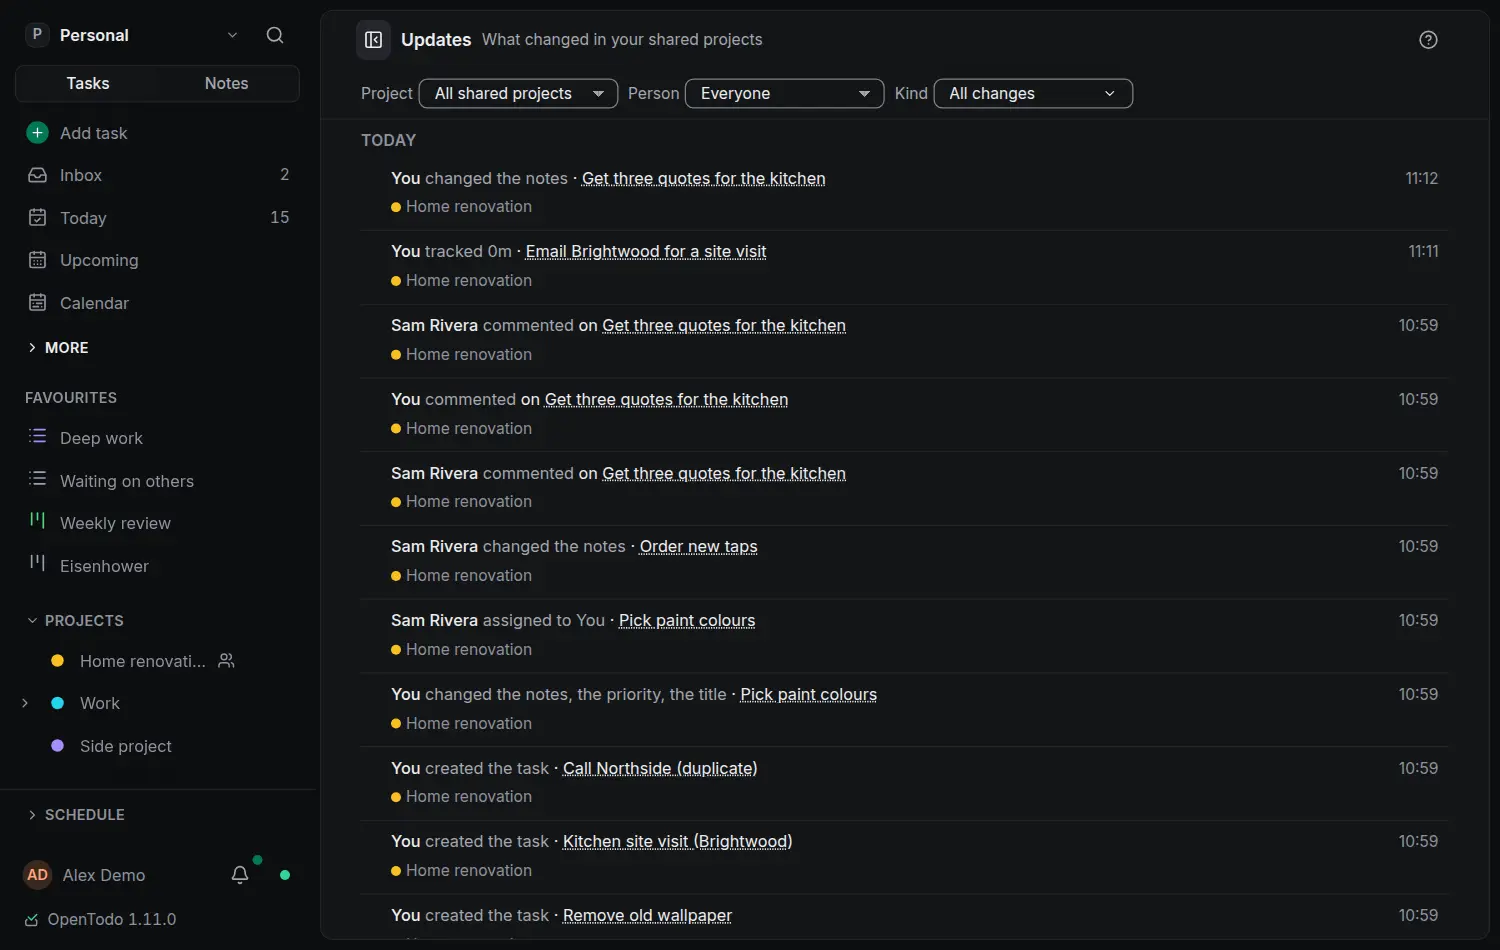 P Personal
Tasks Notes
Add task
Inbox 2
Today 15
Upcoming
Calendar
MORE
FAVOURITES
Deep work
Waiting on others
Weekly review
Eisenhower
PROJECTS
Home renovati...
Work
Side project
SCHEDULE
AD Alex Demo
OpenTodo 1.11.0
Updates What changed in your shared projects
Project All shared projects Person Everyone Kind All changes
TODAY
You changed the notes · Get three quotes for the kitchen 11:12
Home renovation
You tracked 0m · Email Brightwood for a site visit 11:11
Home renovation
Sam Rivera commented on Get three quotes for the kitchen 10:59
Home renovation
You commented on Get three quotes for the kitchen 10:59
Home renovation
Sam Rivera commented on Get three quotes for the kitchen 10:59
Home renovation
Sam Rivera changed the notes · Order new taps 10:59
Home renovation
Sam Rivera assigned to You · Pick paint colours 10:59
Home renovation
You changed the notes, the priority, the title · Pick paint colours 10:59
Home renovation
You created the task · Call Northside (duplicate) 10:59
Home renovation
You created the task · Kitchen site visit (Brightwood) 10:59
Home renovation
You created the task · Remove old wallpaper 10:59